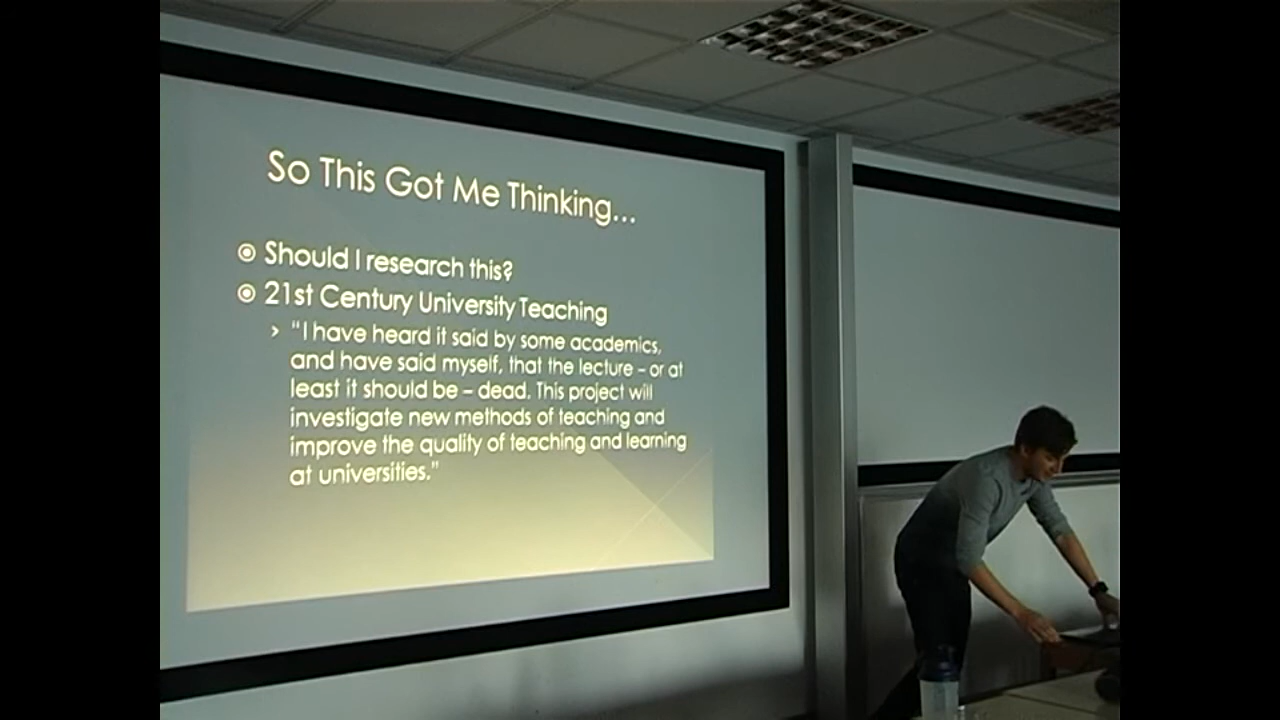 So This Got Me Thinking...
Should I research this?
21st Century University Teaching
"I have heard it said by some academics,
and have said myself, that the lecture – or at
least it should be – dead. This project will
investigate new methods of teaching and
improve the quality of teaching and learning
at universities."